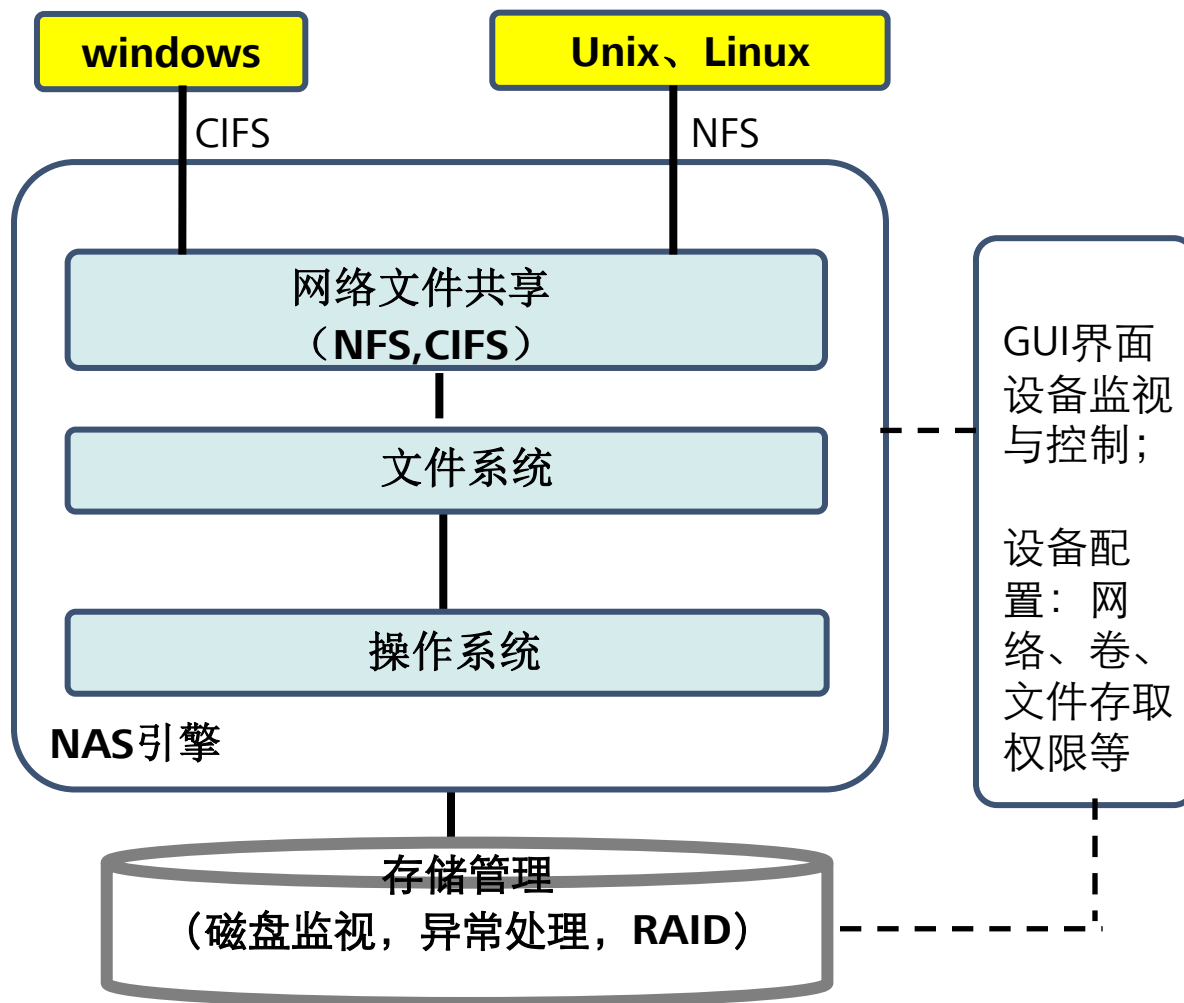 windows
Unix、Linux
CIFS
NFS
网络文件共享
（NFS,CIFS）
文件系统
操作系统
NAS引擎
GUI界面
设备监视
与控制；
设备配
置：网
络、卷、
文件存取
权限等
存储管理
（磁盘监视，异常处理，RAID）